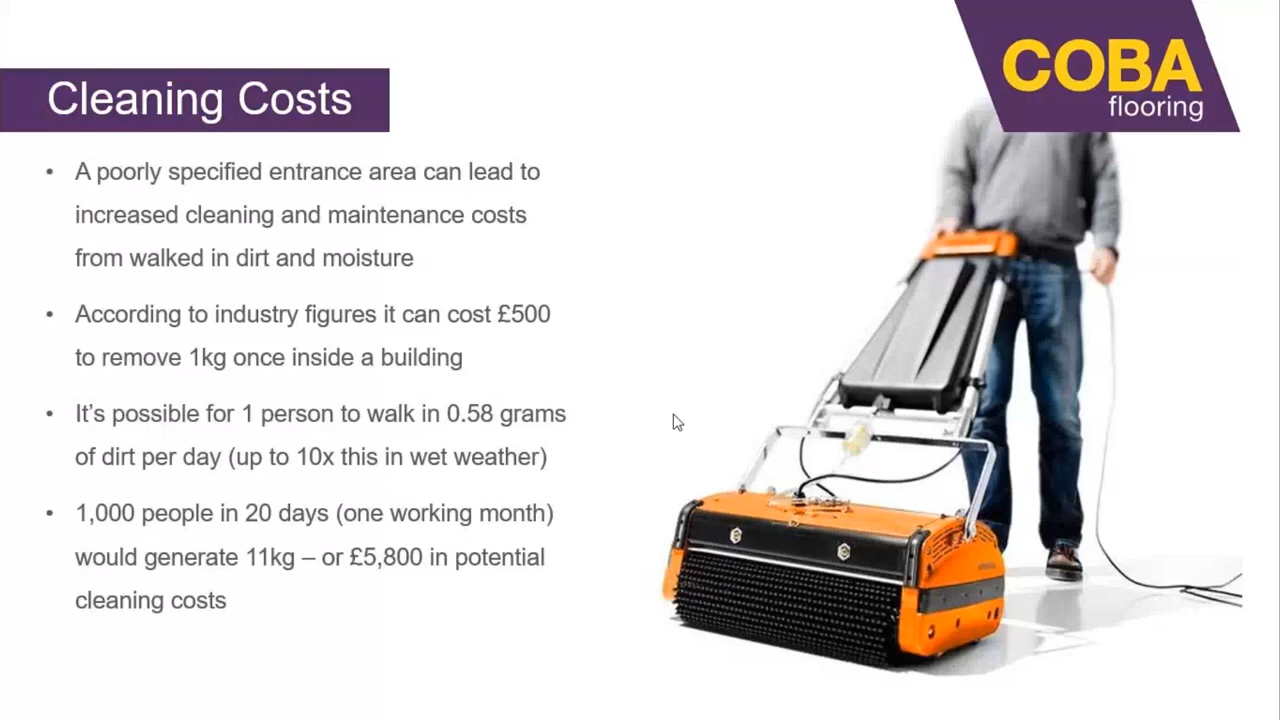 COBA
flooring
Cleaning Costs
• A poorly specified entrance area can lead to
increased cleaning and maintenance costs
from walked in dirt and moisture
• According to industry figures it can cost £500
to remove 1kg once inside a building
• It’s possible for 1 person to walk in 0.58 grams
of dirt per day (up to 10x this in wet weather)
• 1,000 people in 20 days (one working month)
would generate 11kg – or £5,800 in potential
cleaning costs